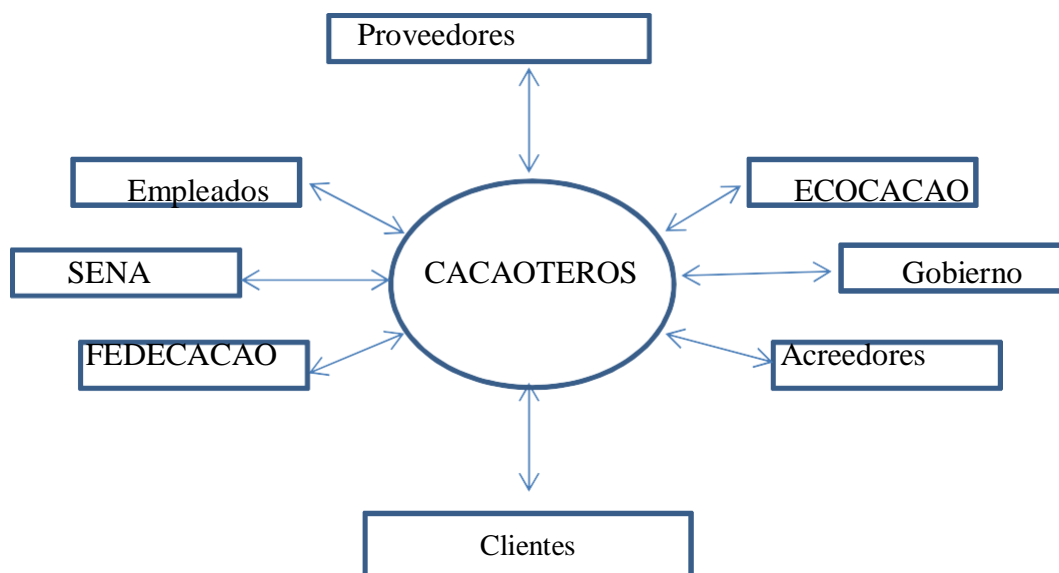 Proveedores
Empleados
ECOCACAO
SENA
CACAOTEROS
Gobierno
FEDECACAO
Acreedores
Clientes